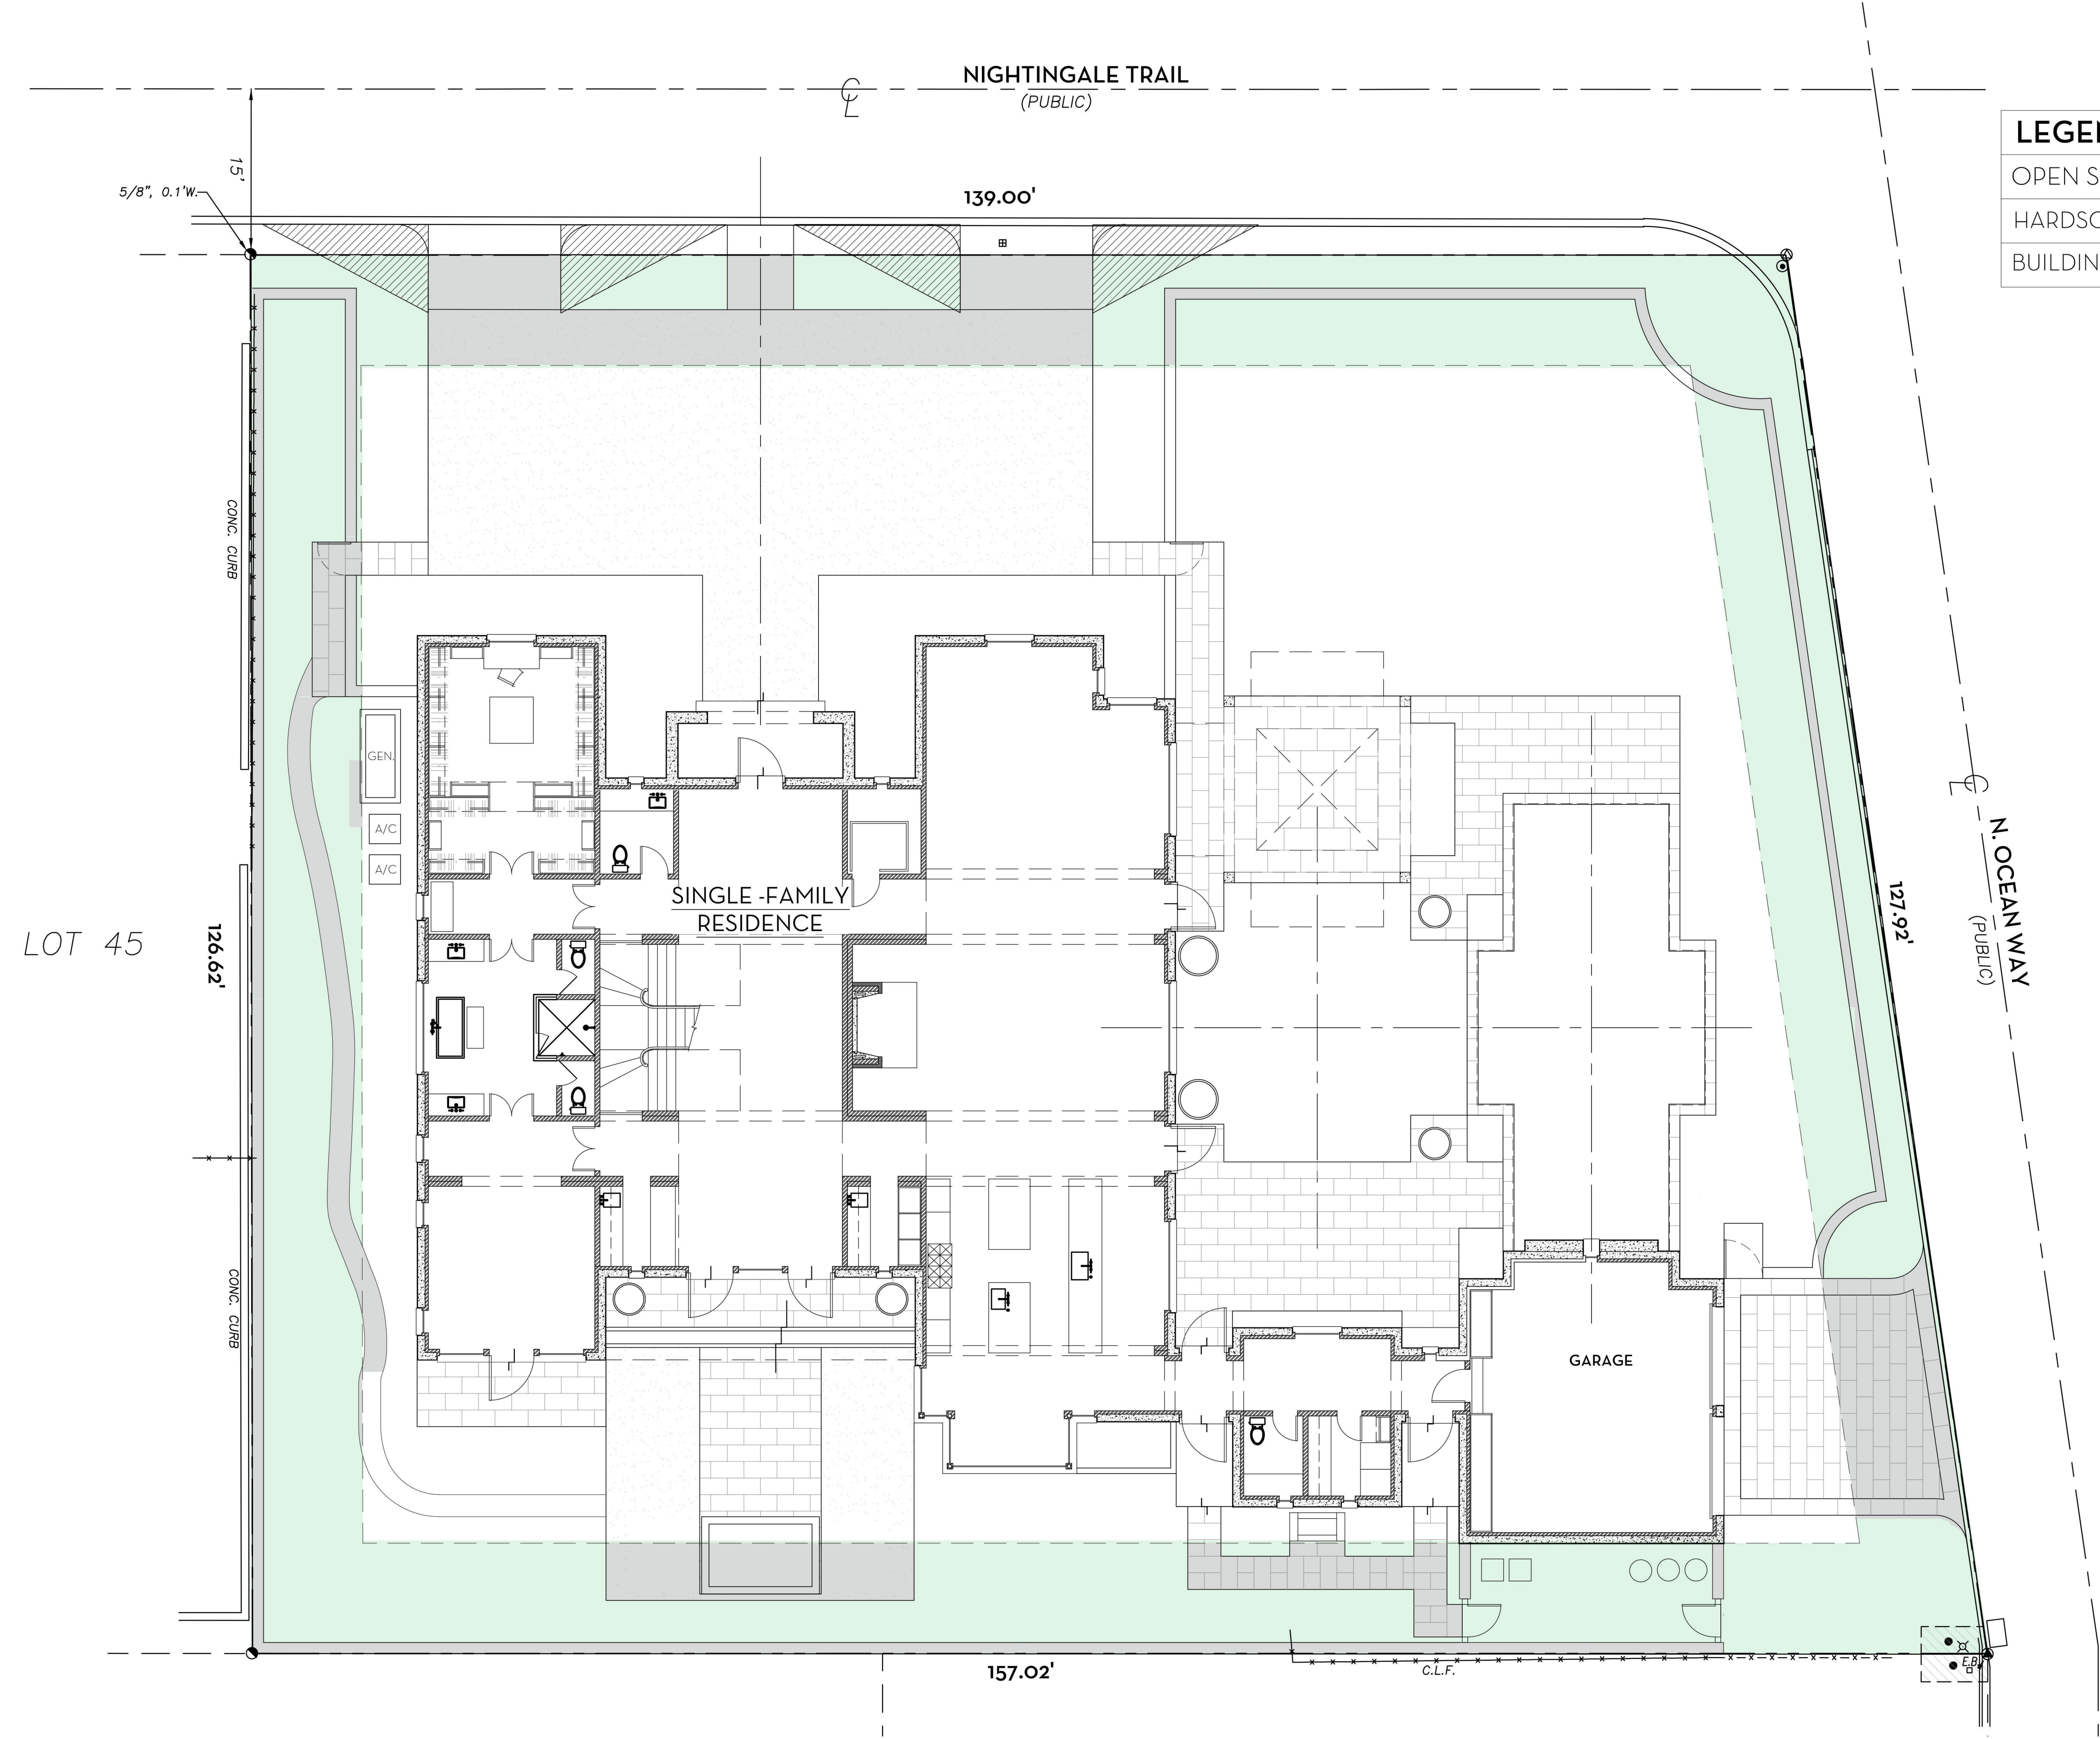 NIGHTINGALE TRAIL
(PUBLIC)
LEGEN
OPEN S
HARDSC
BUILDIN
15'
5/8", 0.1'W.
139.00'
CONC. CURB
GEN.
A/C
A/C
SINGLE -FAMILY
RESIDENCE
LOT 45
126.62'
127.92'
N. OCEAN WAY
(PUBLIC)
CONC. CURB
GARAGE
157.02'
C.L.F.
E.B.